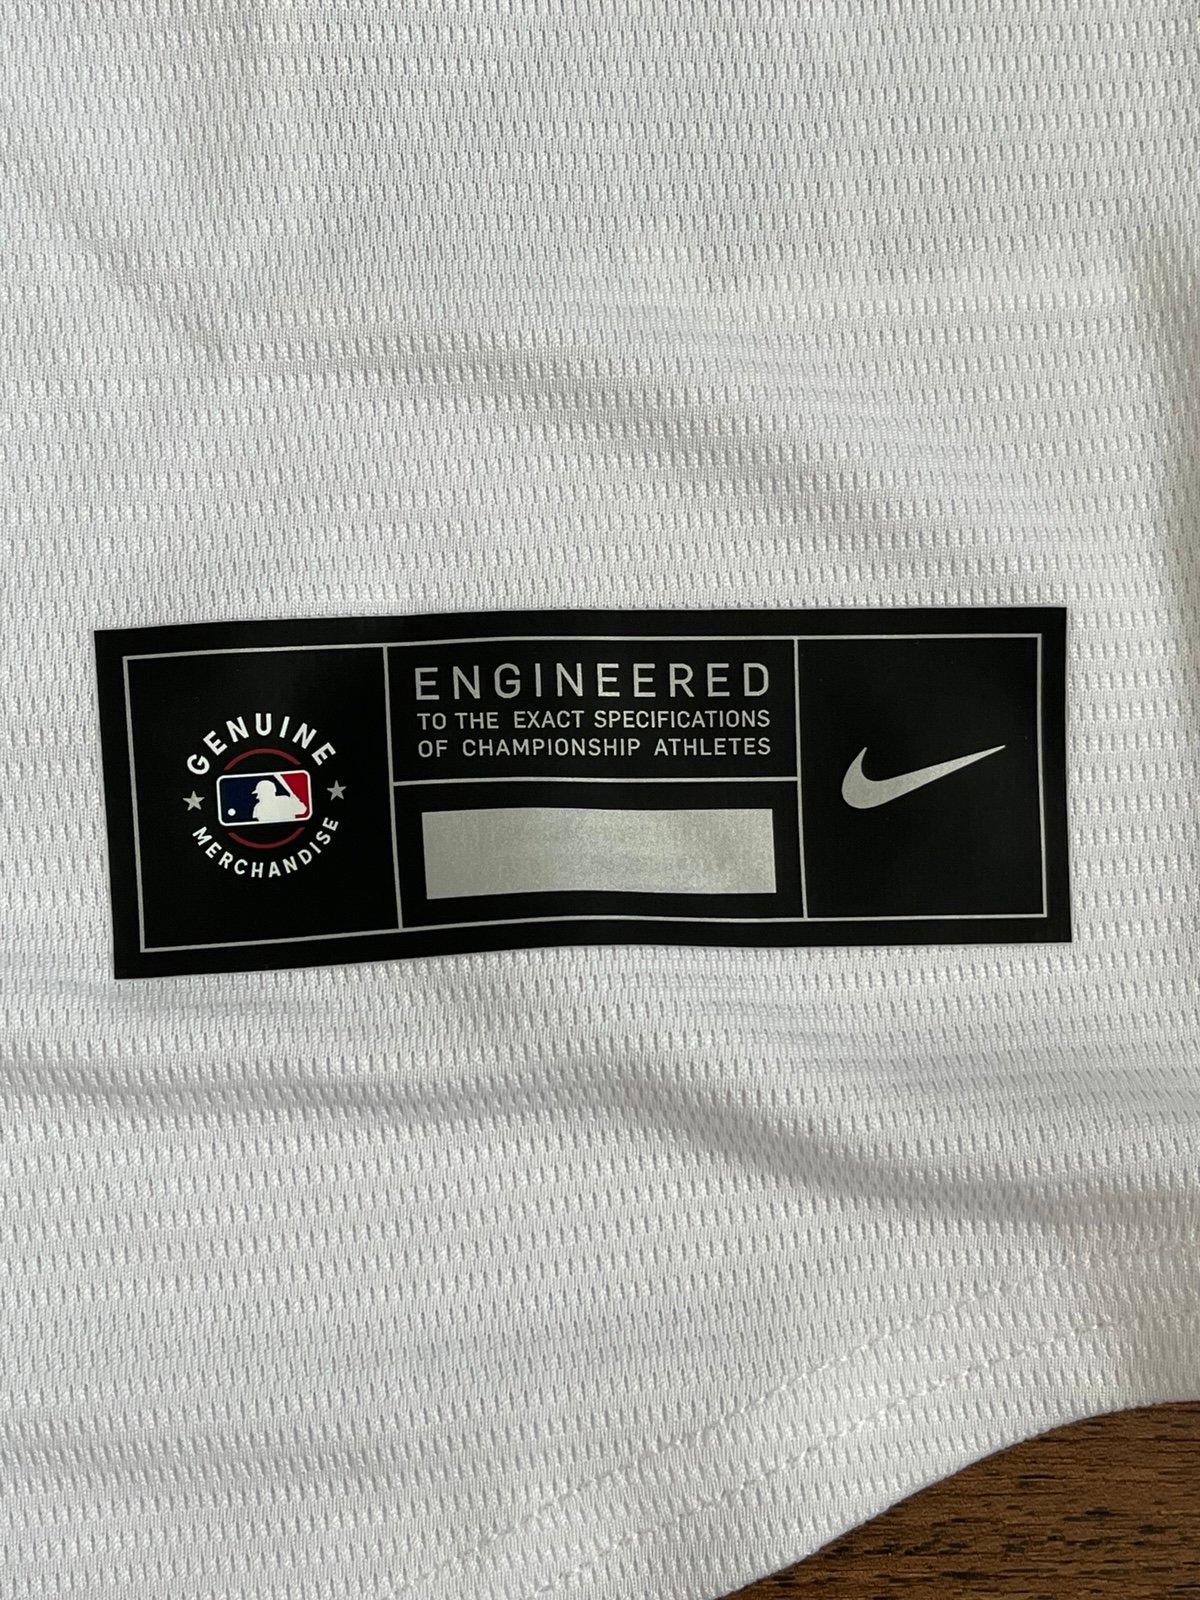 GENUINE
MERCHANDISE
ENGINEERED
TO THE EXACT SPECIFICATIONS
OF CHAMPIONSHIP ATHLETES